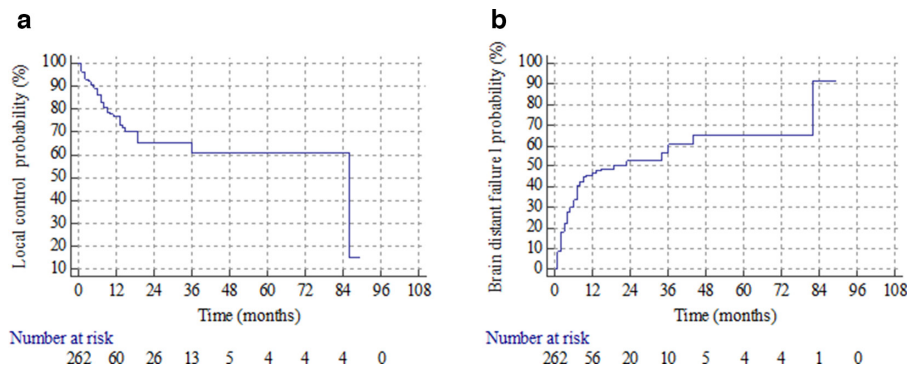 a
Local control probability (%)
100
90
80
70
60
50
40
30
20
10
0 12 24 36 48 60 72 84 96 108
Time (months)
Number at risk
262 60 26 13 5 4 4 4 0
b
Brain distant failure l probability (%)
100
90
80
70
60
50
40
30
20
10
0
0 12 24 36 48 60 72 84 96 108
Time (months)
Number at risk
262 56 20 10 5 4 4 1 0